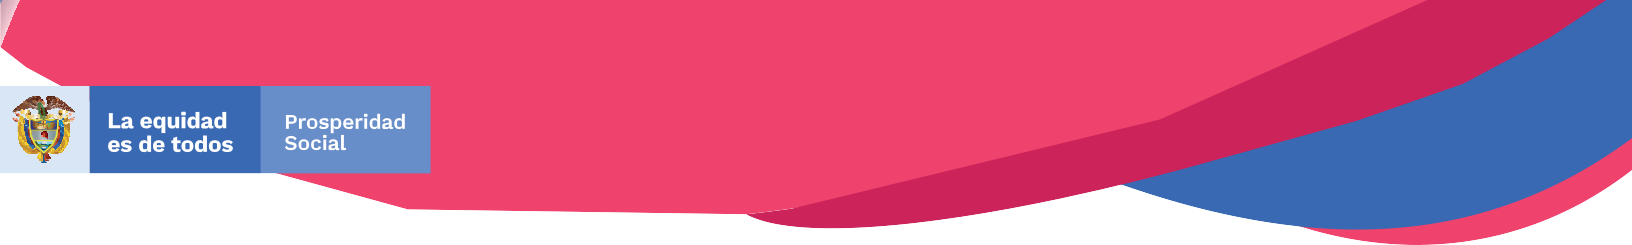 La equidad
es de todos
Prosperidad
Social